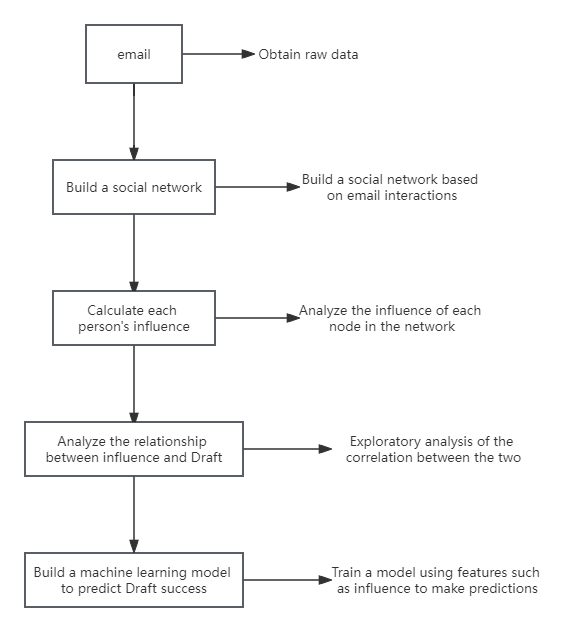 email
Obtain raw data
Build a social network
Build a social network based
on email interactions
Calculate each
person's influence
Analyze the influence of each
node in the network
Analyze the relationship
between influence and Draft
Exploratory analysis of the
correlation between the two
Build a machine learning model
to predict Draft success
Train a model using features such
as influence to make predictions